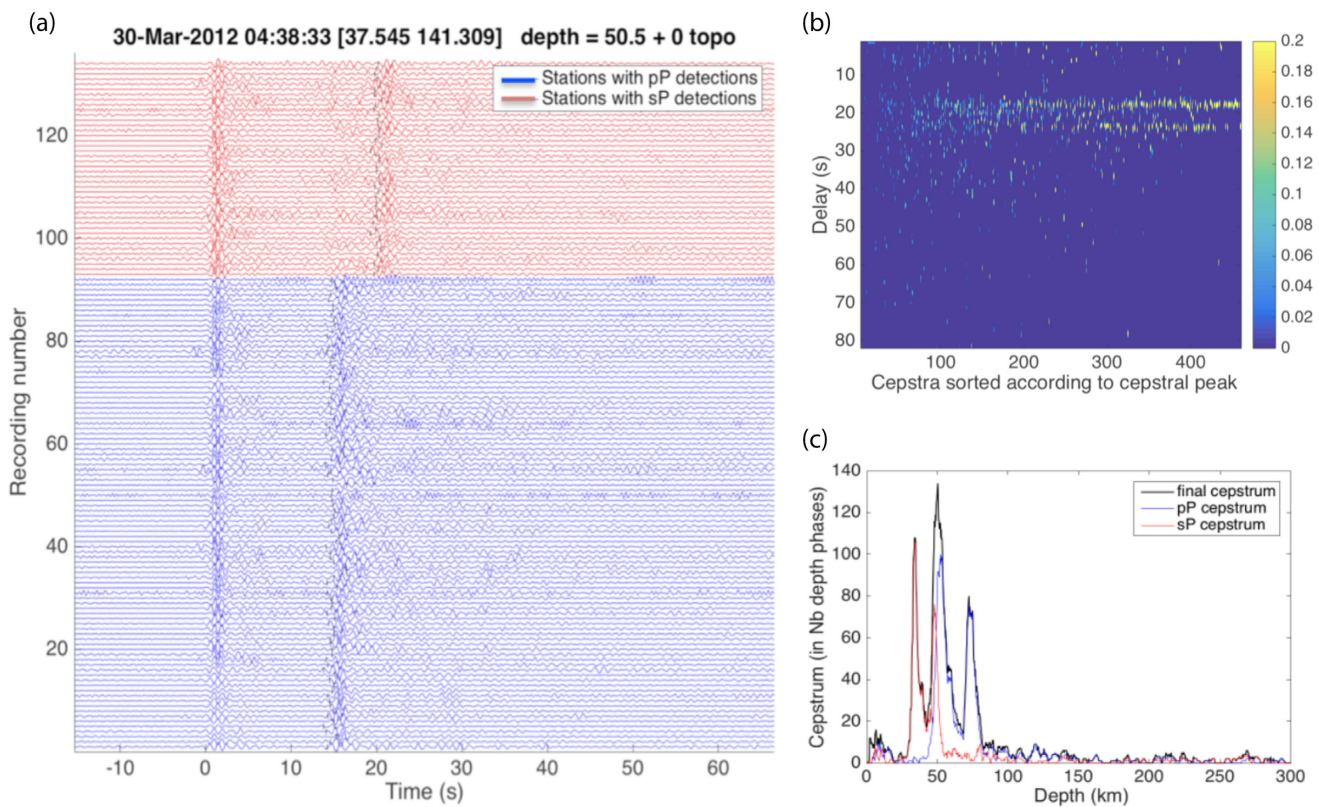 (a)
30-Mar-2012 04:38:33 [37.545 141.309] depth = 50.5 + 0 topo
Stations with pP detections
Stations with sP detections
Recording number
120
100
80
60
40
20
-10 0 10 20 30 40 50 60
Time (s)
(b)
Delay (s)
10
20
30
40
50
60
70
80
100 200 300 400
Cepstra sorted according to cepstral peak
0.2
0.18
0.16
0.14
0.12
0.1
0.08
0.06
0.04
0.02
0
(c)
Cepstrum (in Nb depth phases)
140
120
100
80
60
40
20
0
final cepstrum
pP cepstrum
sP cepstrum
0 50 100 150 200 250 300
Depth (km)